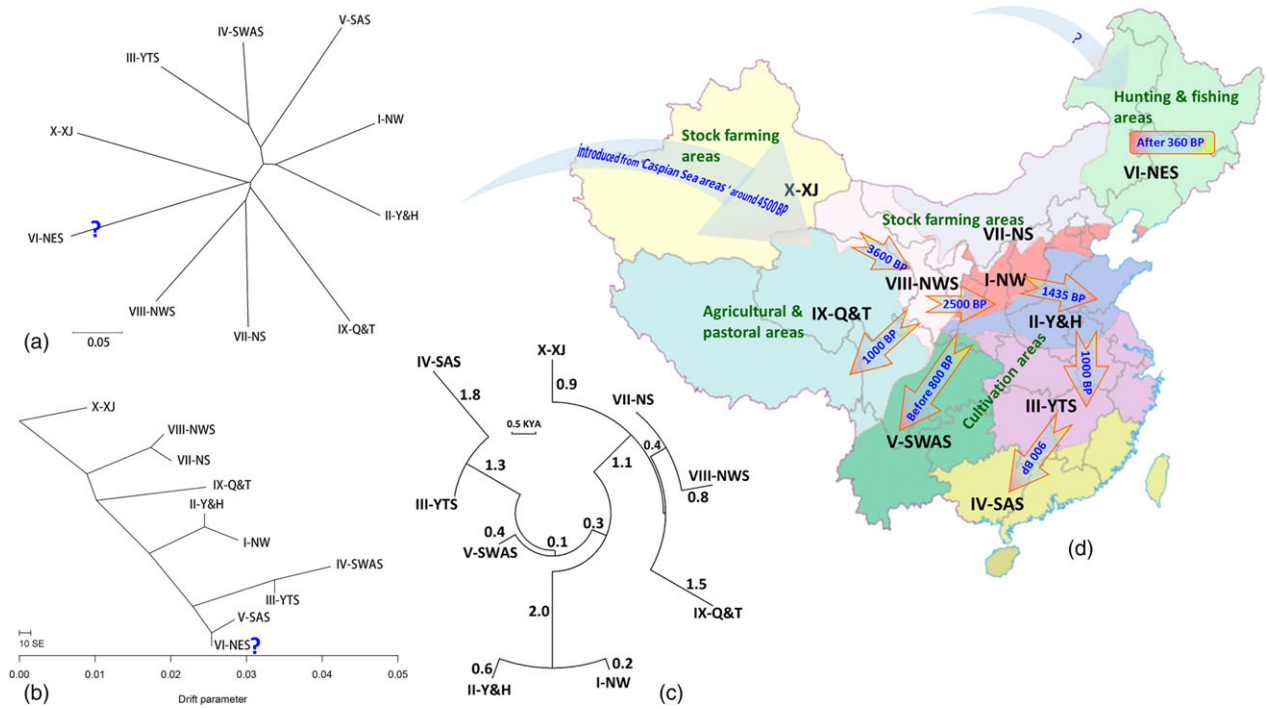 (a)
V-SAS
IV-SWAS
III-YTS
I-NW
X-XJ
II-Y&H
VI-NES
?
VIII-NWS
IX-Q&T
VII-NS
0.05
(b)
X-XJ
VIII-NWS
VII-NS
IX-Q&T
II-Y&H
I-NW
IV-SWAS
III-YTS
V-SAS
VI-NES?
10 SE
0.00 0.01 0.02 0.03 0.04 0.05
Drift parameter
(c)
X-XJ
IV-SAS
0.9
1.8
VII-NS
0.5 KYA
0.4
1.3
1.1
VIII-NWS
0.8
III-YTS
0.4
0.3
V-SWAS
0.1
1.5
IX-Q&T
2.0
0.6
0.2
II-Y&H
I-NW
(d)
?
Hunting & fishing
areas
After 360 BP
VI-NES
Stock farming
areas
introduced from 'Caspian Sea areas' around 4500BP
X-XJ
Stock farming areas
VII-NS
3600 BP
VIII-NWS
I-NW
2500 BP
1435 BP
Agricultural &
pastoral areas
IX-Q&T
II-Y&H
1000 BP
Before 800 BP
Cultivation areas
1000 BP
III-YTS
V-SWAS
900 BP
IV-SAS